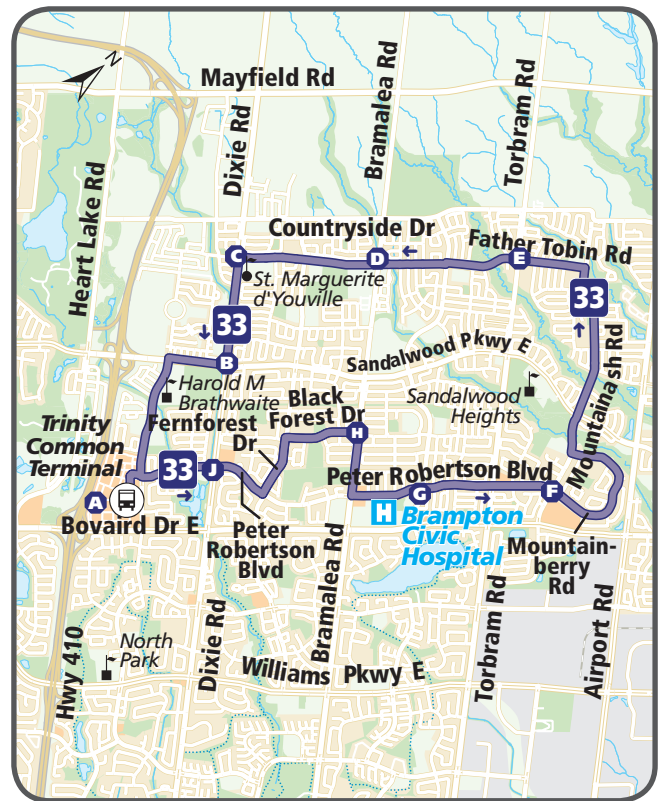 N
Mayfield Rd
Heart Lake Rd
Dixie Rd
Bramalea Rd
Torbram Rd
Countryside Dr
Father Tobin Rd
C
D
E
St. Marguerite
d'Youville
33
33
B
Sandalwood Pkwy E
Mountainash Rd
Harold M
Brathwaite
Sandalwood
Heights
Black
Forest Dr
Fernforest
Dr
H
Trinity
Common
Terminal
33
J
Peter Robertson Blvd
G
F
A
Bovaird Dr E
Peter
Robertson
Blvd
H Brampton
Civic
Hospital
Mountain-
berry
Rd
Bramalea Rd
Torbram Rd
Airport Rd
Dixie Rd
Hwy 410
North
Park
Williams Pkwy E